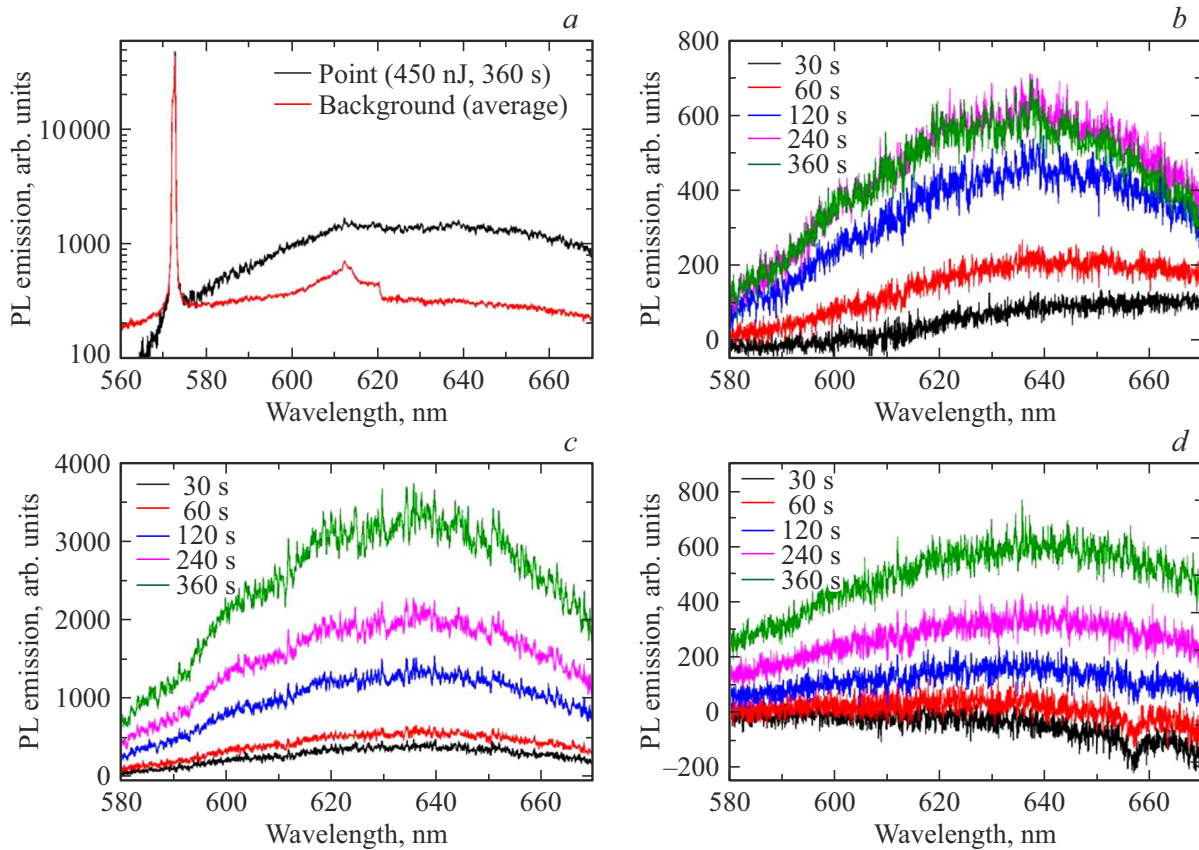 a
PL emission, arb. units
10 000
1000
100
Point (450 nJ, 360 s)
Background (average)
560 580 600 620 640 660
Wavelength, nm
b
PL emission, arb. units
800
600
400
200
0
30 s
60 s
120 s
240 s
360 s
580 600 620 640 660
Wavelength, nm
c
PL emission, arb. units
4000
3000
2000
1000
0
30 s
60 s
120 s
240 s
360 s
580 600 620 640 660
Wavelength, nm
d
PL emission, arb. units
800
600
400
200
0
–200
30 s
60 s
120 s
240 s
360 s
580 600 620 640 660
Wavelength, nm